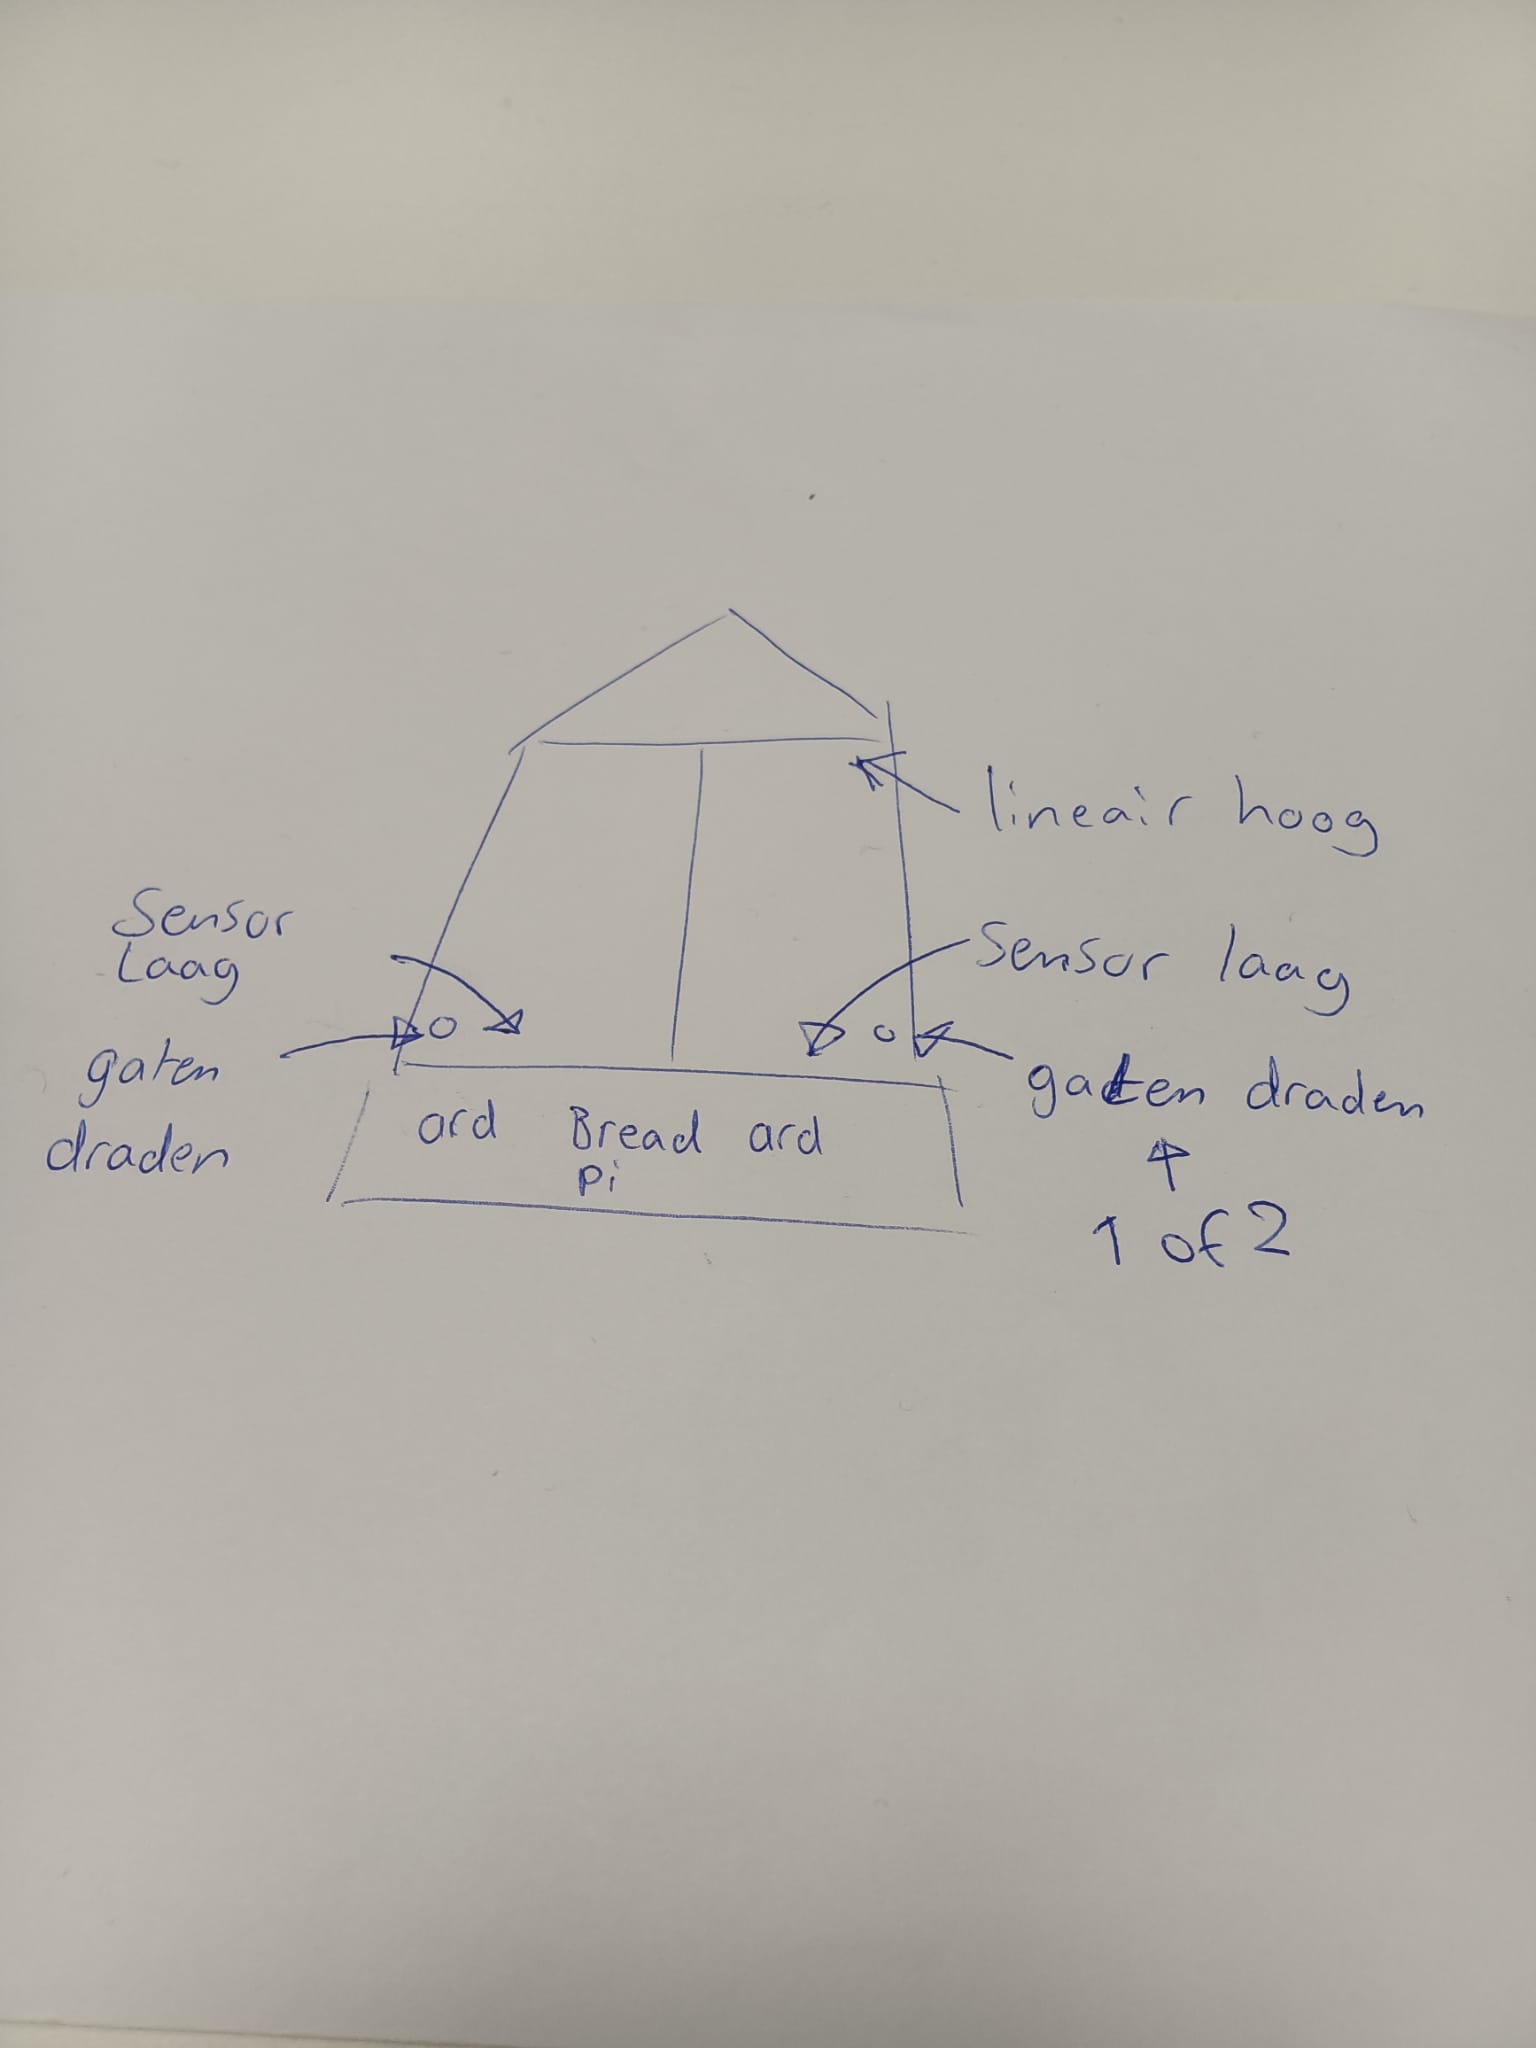 lineair hoog
Sensor
Laag
Sensor laag
gaten
draden
gaten draden
1 of 2
ard Bread ard
Pi